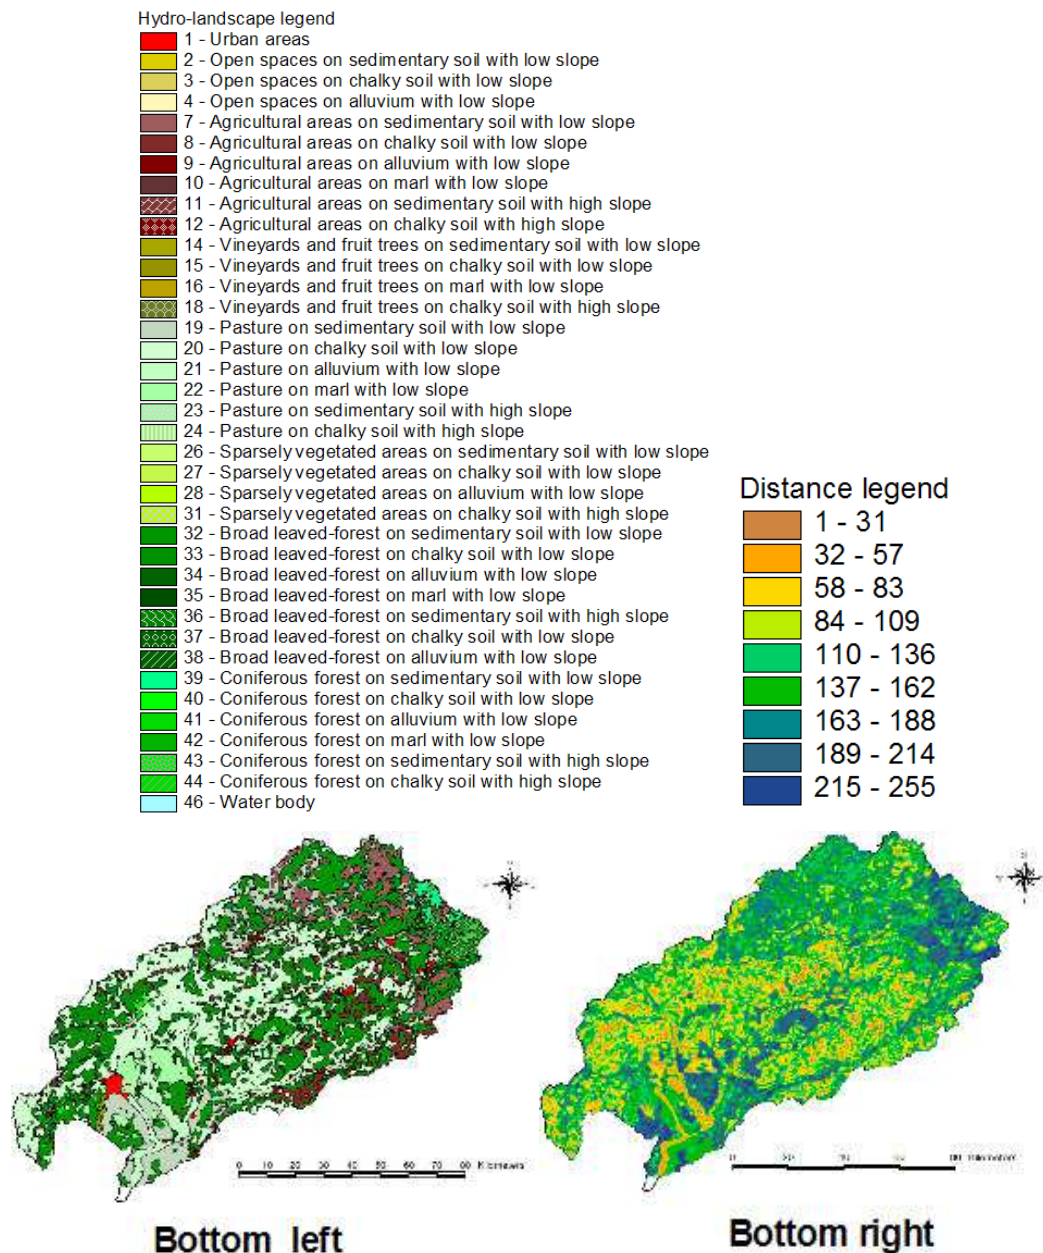 Hydro-landscape legend
1 - Urban areas
2 - Open spaces on sedimentary soil with low slope
3 - Open spaces on chalky soil with low slope
4 - Open spaces on alluvium with low slope
7 - Agricultural areas on sedimentary soil with low slope
8 - Agricultural areas on chalky soil with low slope
9 - Agricultural areas on alluvium with low slope
10 - Agricultural areas on marl with low slope
11 - Agricultural areas on sedimentary soil with high slope
12 - Agricultural areas on chalky soil with high slope
14 - Vineyards and fruit trees on sedimentary soil with low slope
15 - Vineyards and fruit trees on chalky soil with low slope
16 - Vineyards and fruit trees on marl with low slope
18 - Vineyards and fruit trees on chalky soil with high slope
19 - Pasture on sedimentary soil with low slope
20 - Pasture on chalky soil with low slope
21 - Pasture on alluvium with low slope
22 - Pasture on marl with low slope
23 - Pasture on sedimentary soil with high slope
24 - Pasture on chalky soil with high slope
26 - Sparsely vegetated areas on sedimentary soil with low slope
27 - Sparsely vegetated areas on chalky soil with low slope
28 - Sparsely vegetated areas on alluvium with low slope
31 - Sparsely vegetated areas on chalky soil with high slope
32 - Broad leaved-forest on sedimentary soil with low slope
33 - Broad leaved-forest on chalky soil with low slope
34 - Broad leaved-forest on alluvium with low slope
35 - Broad leaved-forest on marl with low slope
36 - Broad leaved-forest on sedimentary soil with high slope
37 - Broad leaved-forest on chalky soil with low slope
38 - Broad leaved-forest on alluvium with low slope
39 - Coniferous forest on sedimentary soil with low slope
40 - Coniferous forest on chalky soil with low slope
41 - Coniferous forest on alluvium with low slope
42 - Coniferous forest on marl with low slope
43 - Coniferous forest on sedimentary soil with high slope
44 - Coniferous forest on chalky soil with high slope
46 - Water body
Distance legend
1 - 31
32 - 57
58 - 83
84 - 109
110 - 136
137 - 162
163 - 188
189 - 214
215 - 255
0 10 20 30 40 50 60 70 80 Kilometers
Bottom left
Bottom right